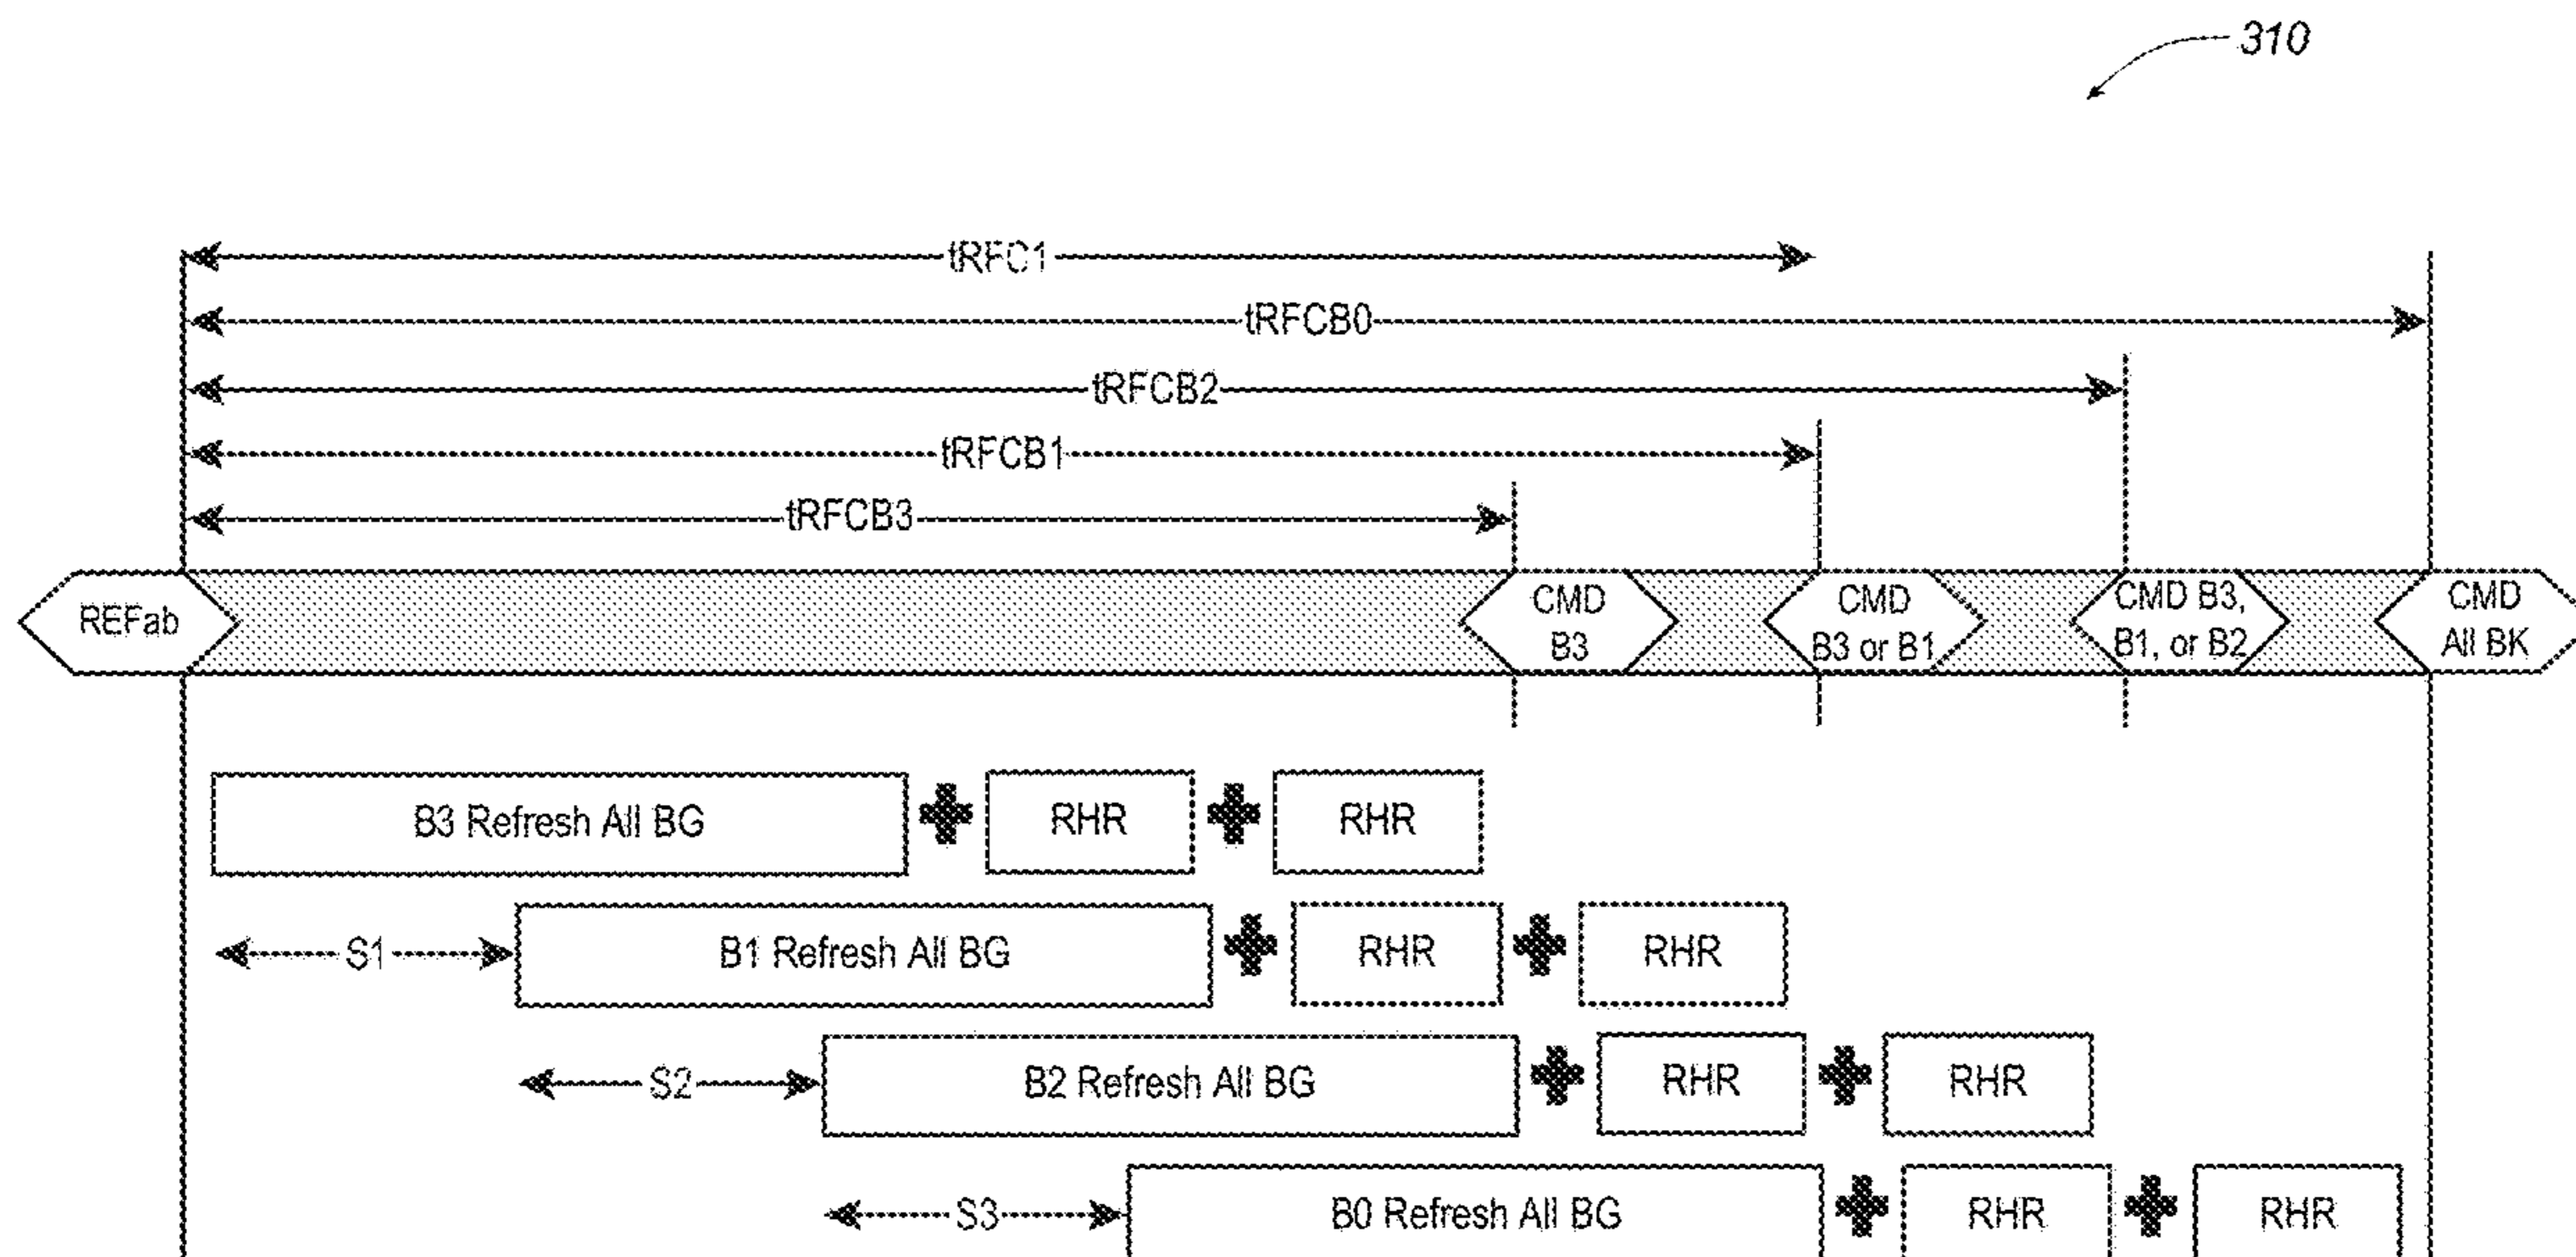 310
tRFC1
tRFCB0
tRFCB2
tRFCB1
tRFCB3
REFab
CMD
B3
CMD
B3 or B1
CMD B3,
B1, or B2
CMD
All BK
B3 Refresh All BG
RHR
RHR
S1
B1 Refresh All BG
RHR
RHR
S2
B2 Refresh All BG
RHR
RHR
S3
B0 Refresh All BG
RHR
RHR